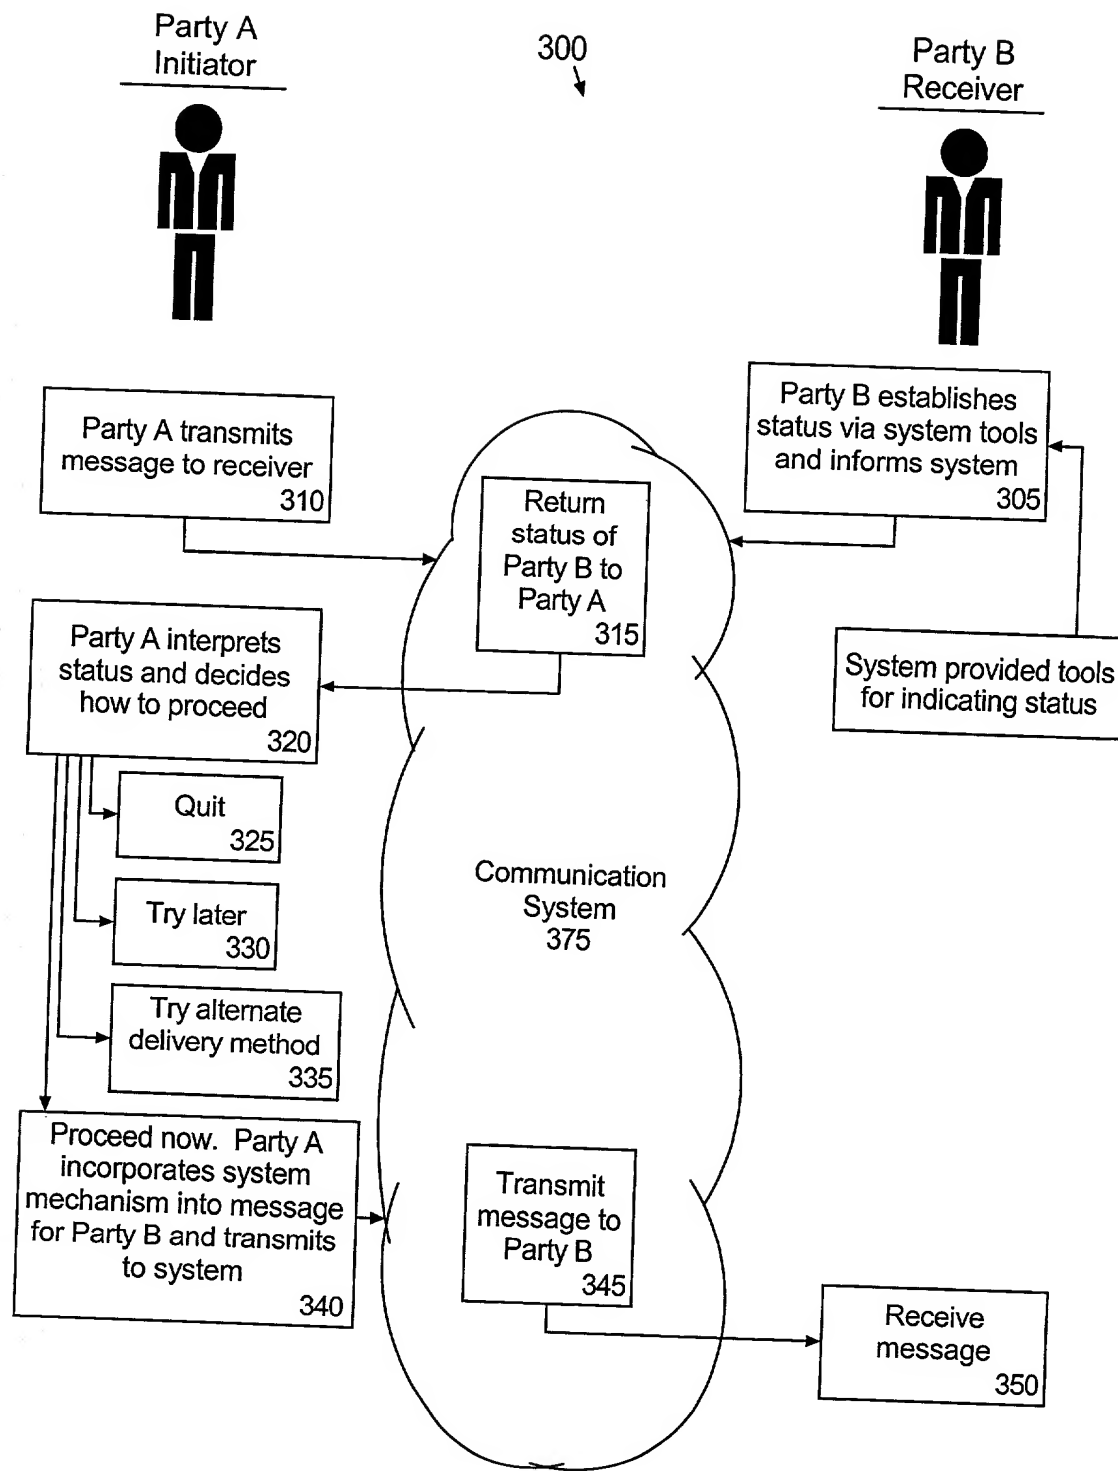 Party A
Initiator
300
Party B
Receiver
Party A transmits
message to receiver
310
Party B establishes
status via system tools
and informs system
305
Return
status of
Party B to
Party A
315
Party A interprets
status and decides
how to proceed
320
System provided tools
for indicating status
Quit
325
Try later
330
Try alternate
delivery method
335
Communication
System
375
Proceed now. Party A
incorporates system
mechanism into message
for Party B and transmits
to system
340
Transmit
message to
Party B
345
Receive
message
350